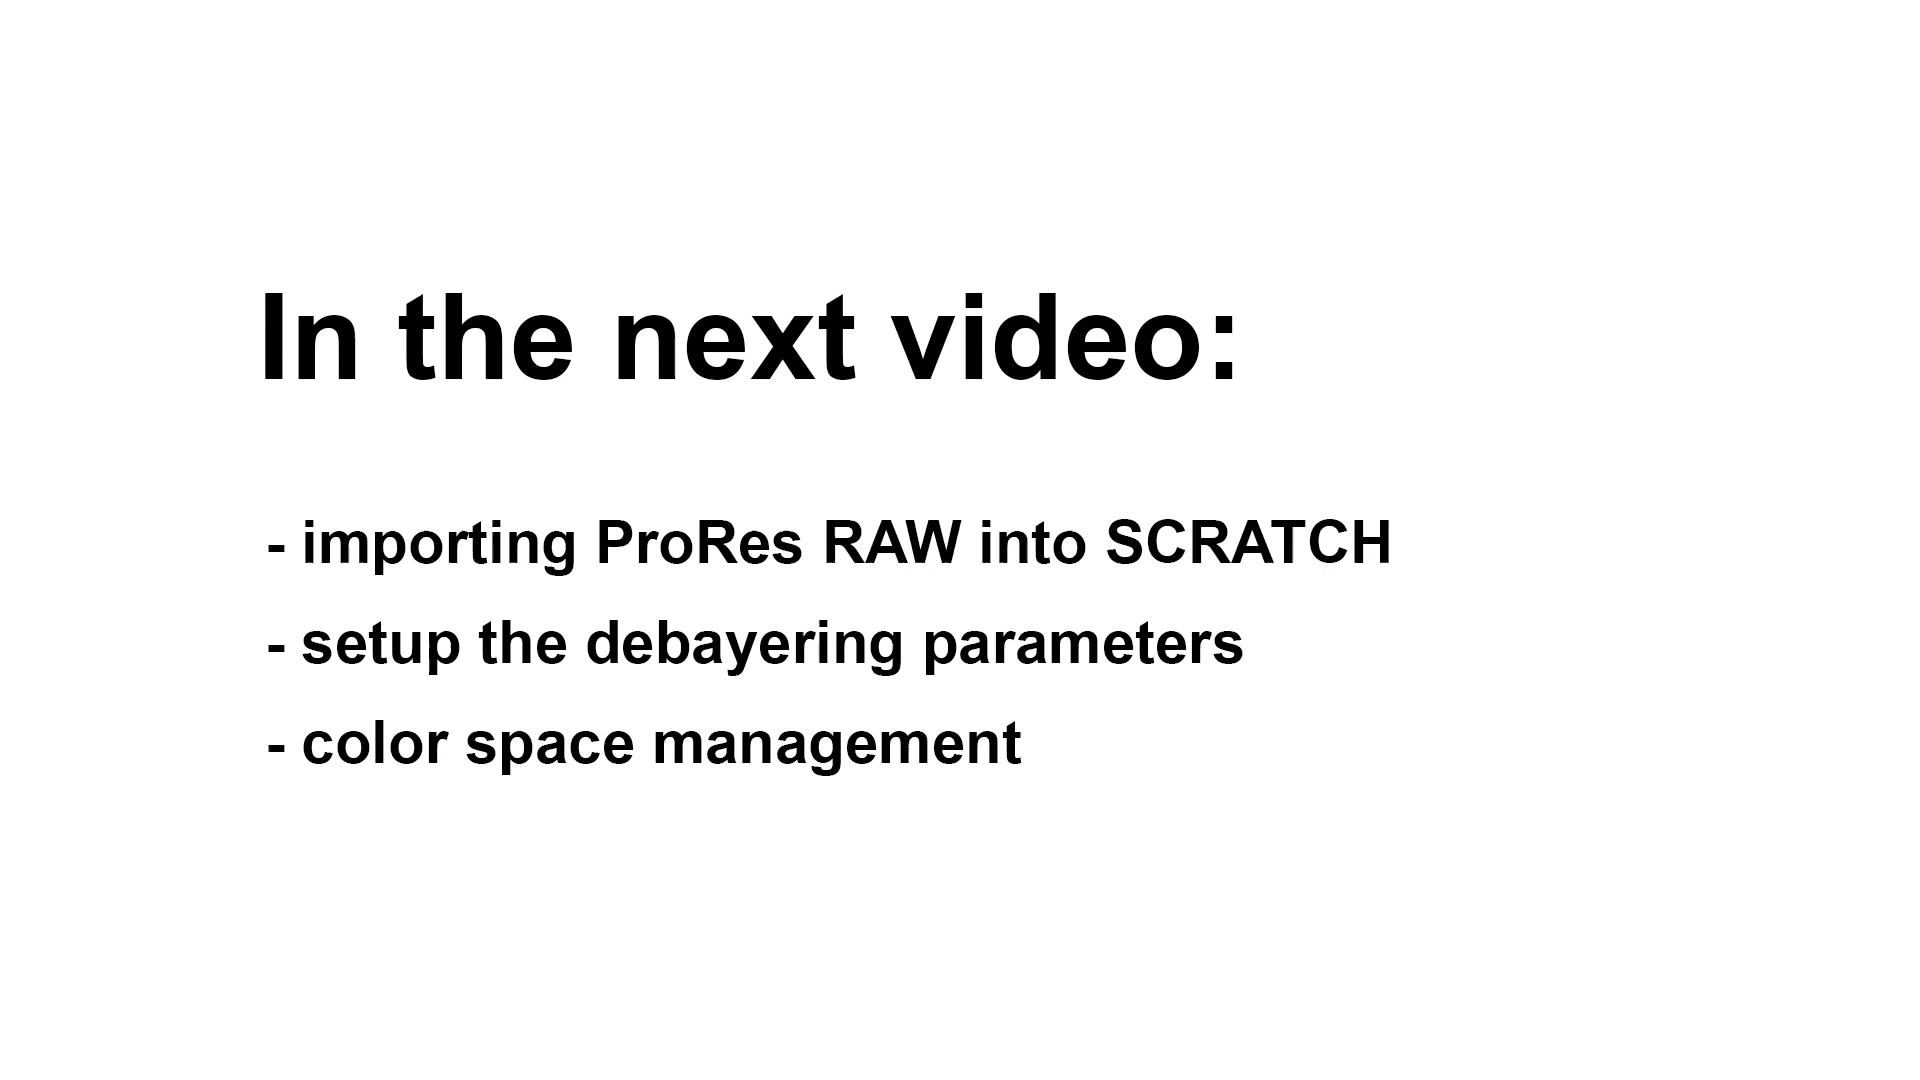 In the next video:
- importing ProRes RAW into SCRATCH
- setup the debayering parameters
- color space management